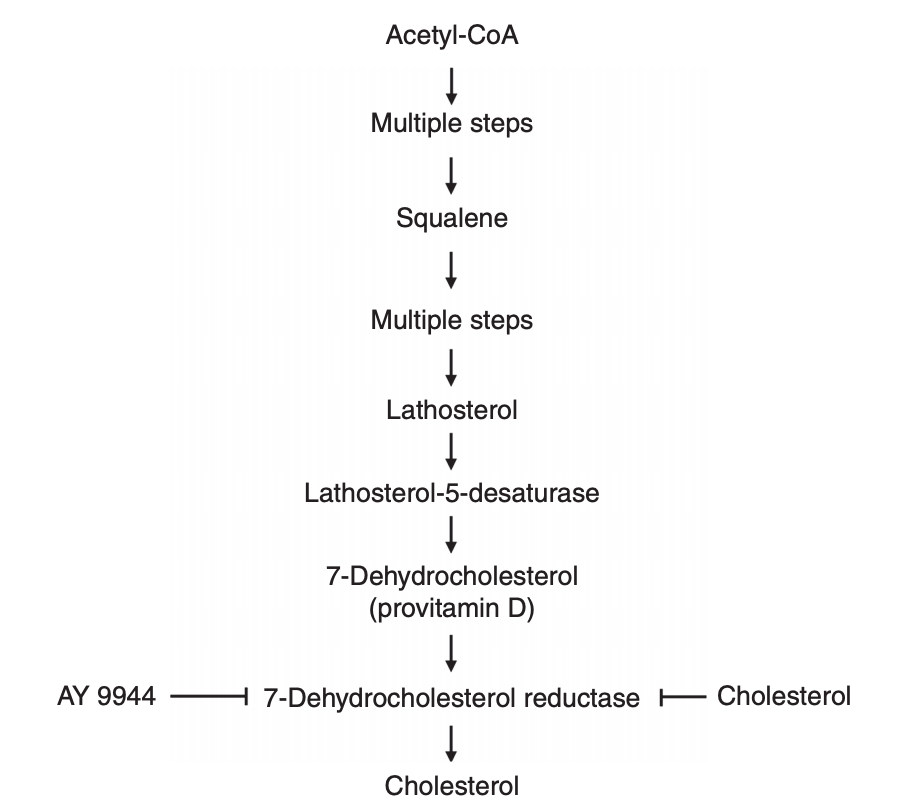 Acetyl-CoA
Multiple steps
Squalene
Multiple steps
Lathosterol
Lathosterol-5-desaturase
7-Dehydrocholesterol
(provitamin D)
AY 9944 7-Dehydrocholesterol reductase Cholesterol
Cholesterol